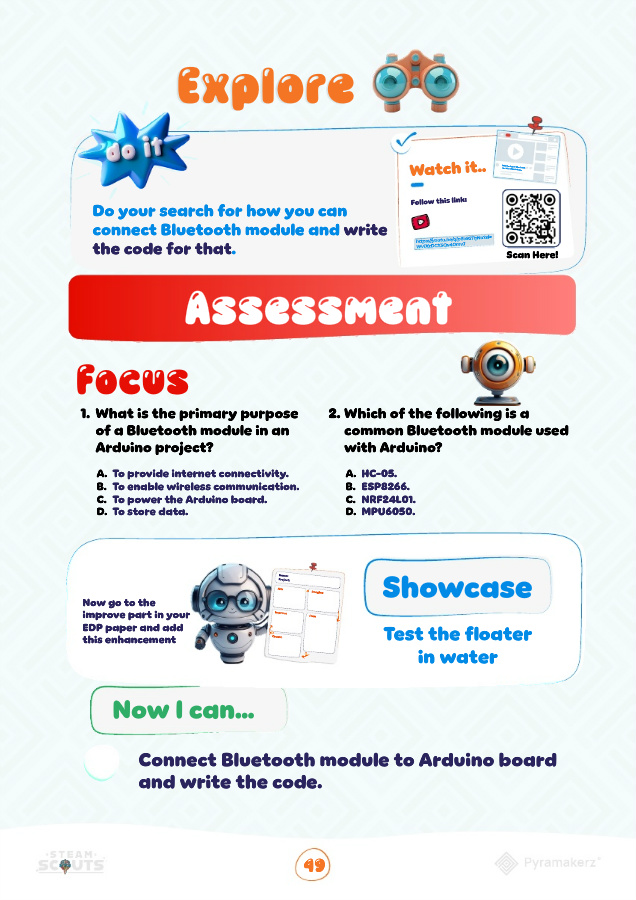 Explore
do it
Do your search for how you can
connect Bluetooth module and write
the code for that.
Watch it..
Follow this link:
Scan Here!
Assessment
Focus
1. What is the primary purpose
of a Bluetooth module in an
Arduino project?
A. To provide internet connectivity.
B. To enable wireless communication.
C. To power the Arduino board.
D. To store data.
2. Which of the following is a
common Bluetooth module used
with Arduino?
A. HC-05.
B. ESP8266.
C. NRF24L01.
D. MPU6050.
Now go to the
improve part in your
EDP paper and add
this enhancement
Showcase
Test the floater
in water
Now I can...
Connect Bluetooth module to Arduino board
and write the code.
STEAM
SCOUTS
49
Pyramakerz